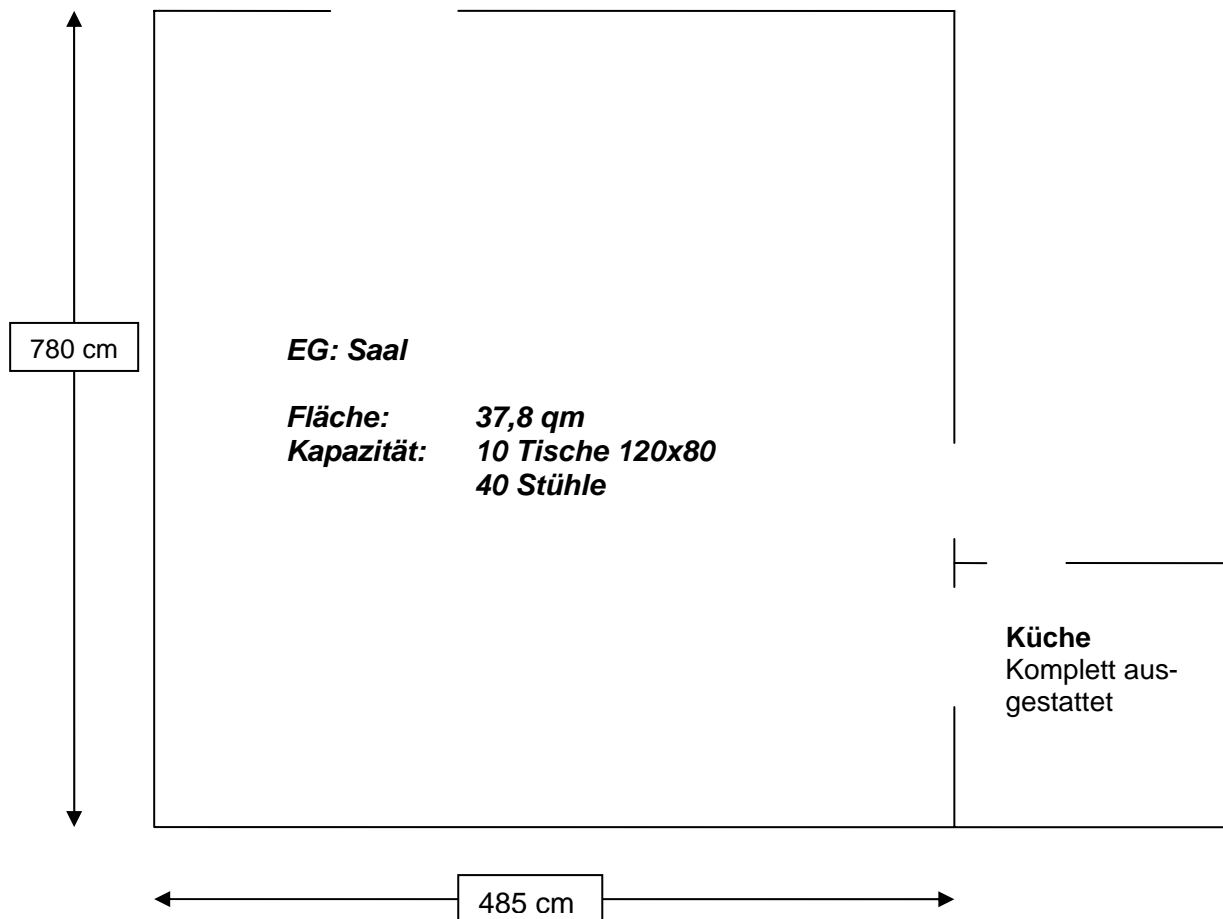 780 cm
EG: Saal
Fläche: 37,8 qm
Kapazität: 10 Tische 120x80
40 Stühle
Küche
Komplett aus-
gestattet
485 cm